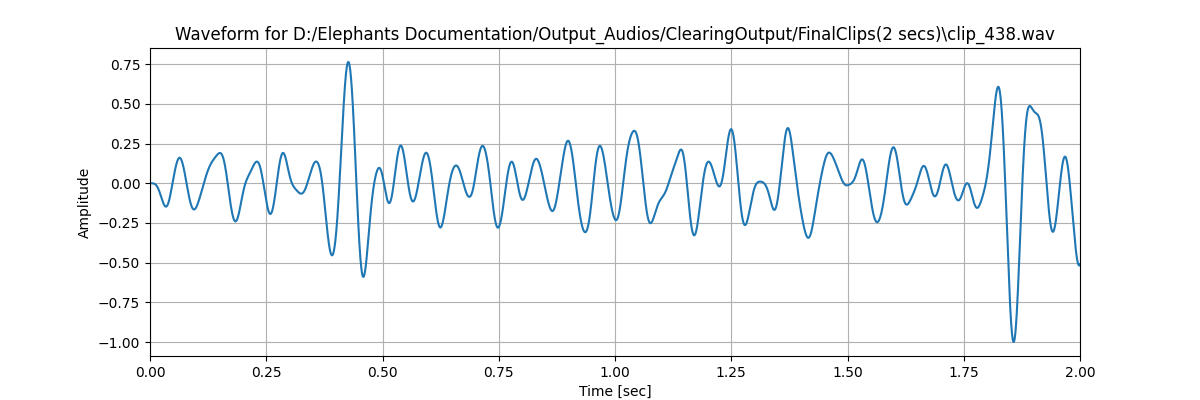 Waveform for D:/Elephants Documentation/Output_Audios/ClearingOutput/FinalClips(2 secs)\clip_438.wav
0.75
0.50
0.25
0.00
−0.25
−0.50
−0.75
−1.00
Amplitude
0.00 0.25 0.50 0.75 1.00 1.25 1.50 1.75 2.00
Time [sec]